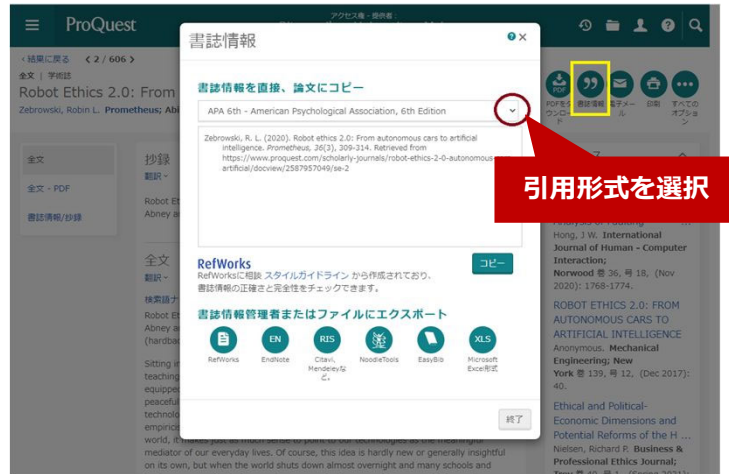 ProQuest
アクセス権・提供者：
‹ 結果に戻る ‹ 2 / 606 ›
全文 | 学術誌
Robot Ethics 2.0: From
Zebrowski, Robin L. Prometheus; Abi
PDF
PDFをダウンロード
書誌情報
電子メール
印刷
すべてのオプション
全文
全文 - PDF
書誌情報/抄録
抄録
翻訳
Robot Et
Abney a
全文
翻訳
Robot Et
Abney a
(hardbac
Sitting in
teaching
equipped
peaceful
technolo
empirica
world, it makes just as much sense to point to our technologies as the meaningful
mediator of our everyday lives. Of course, this idea is hardly new or generally insightful
on its own, but when the world shuts down almost overnight and many schools and
書誌情報
×
書誌情報を直接、論文にコピー
APA 6th - American Psychological Association, 6th Edition
Zebrowski, R. L. (2020). Robot ethics 2.0: From autonomous cars to artificial
intelligence. Prometheus, 36(3), 309-314. Retrieved from
https://www.proquest.com/scholarly-journals/robot-ethics-2-0-autonomous-
artificial/docview/2587957049/se-2
引用形式を選択
RefWorks
コピー
RefWorksに相談 スタイルガイドライン から作成されており、
書誌情報の正確さと完全性をチェックできます。
書誌情報管理者またはファイルにエクスポート
EN
RIS
XLS
RefWorks
EndNote
Citavi,
Mendeleyな
ど。
NoodleTools
EasyBib
Microsoft
Excel形式
終了
Hong, J W. International
Journal of Human - Computer
Interaction;
Norwood 巻 36, 号 18, (Nov
2020): 1768-1774.
ROBOT ETHICS 2.0: FROM
AUTONOMOUS CARS TO
ARTIFICIAL INTELLIGENCE
Anonymous. Mechanical
Engineering; New
York 巻 139, 号 12, (Dec 2017):
40.
Ethical and Political-
Economic Dimensions and
Potential Reforms of the H ...
Nielsen, Richard P. Business &
Professional Ethics Journal;